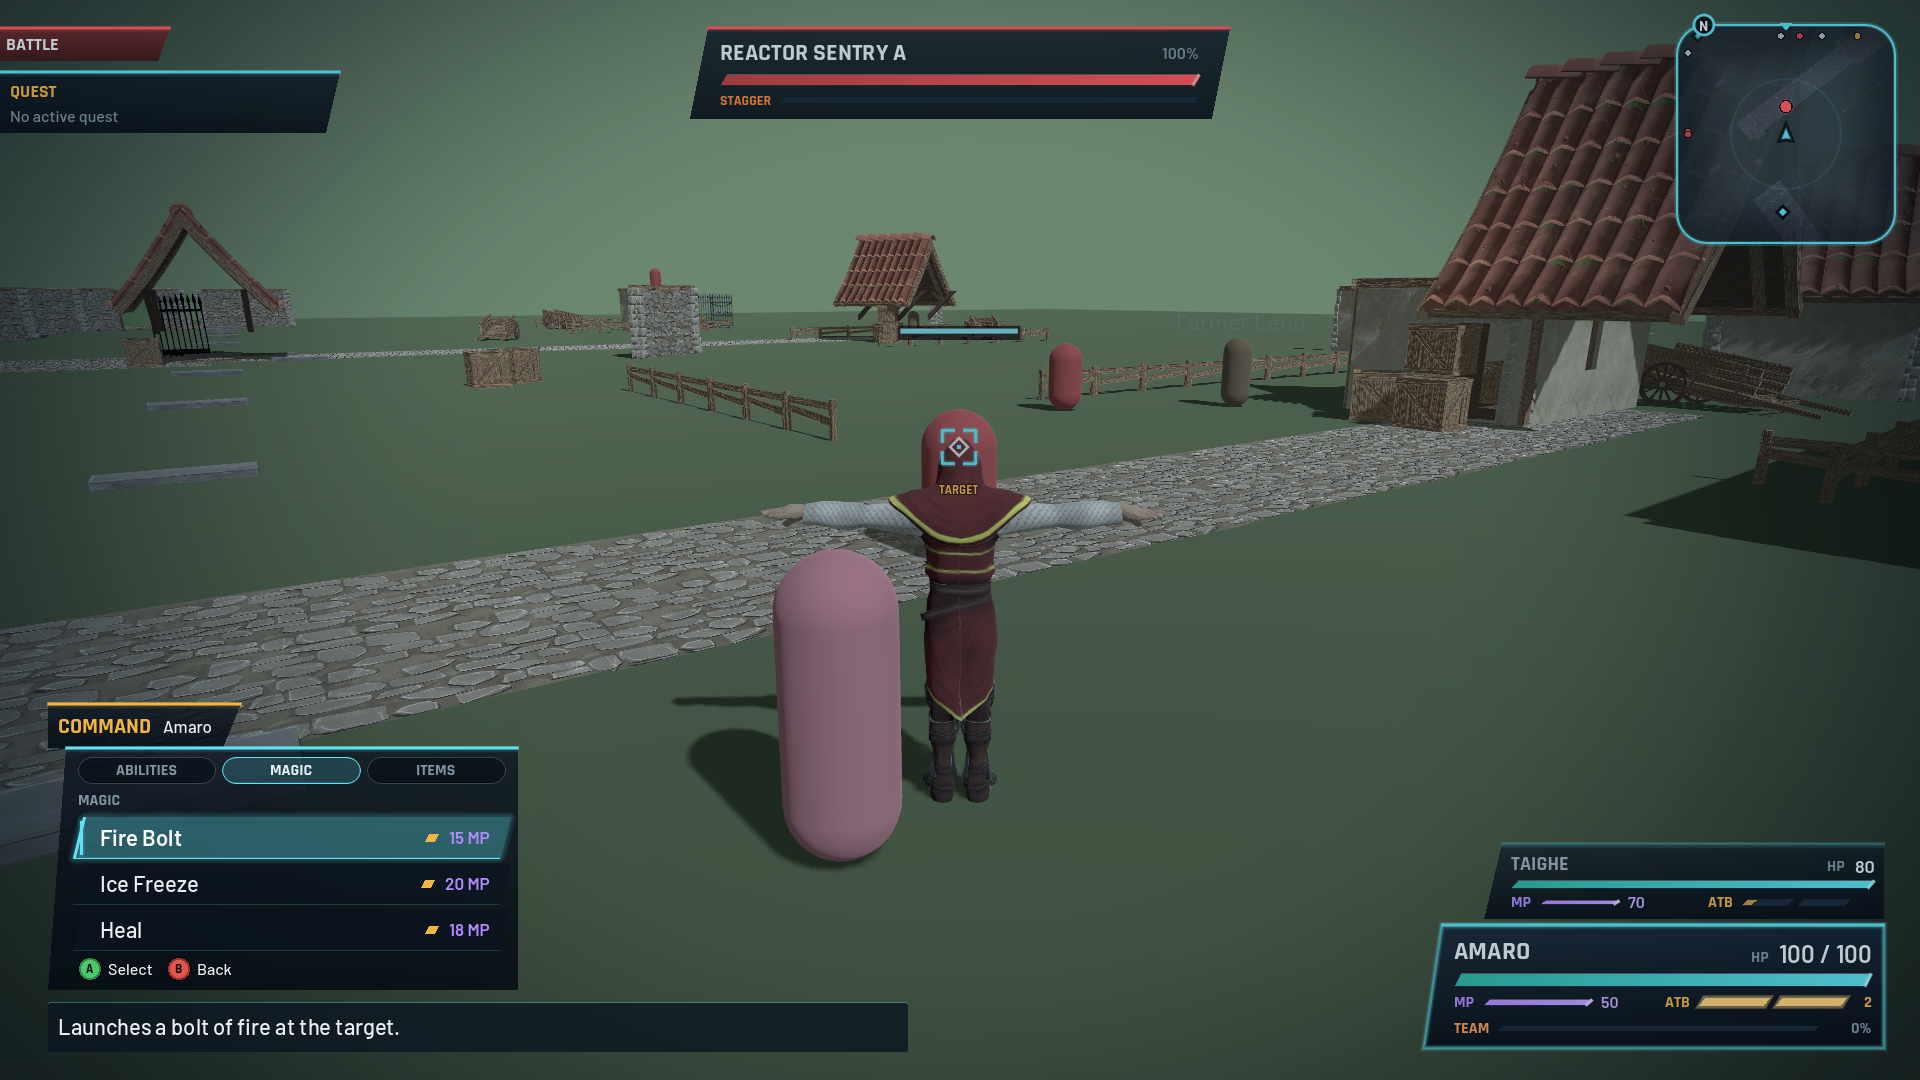 BATTLE
QUEST
No active quest
REACTOR SENTRY A
100%
STAGGER
N
Farmer Lenn
TARGET
COMMAND Amaro
ABILITIES
MAGIC
ITEMS
MAGIC
Fire Bolt
15 MP
Ice Freeze
20 MP
Heal
18 MP
A Select
B Back
Launches a bolt of fire at the target.
TAIGHE
HP 80
MP 70
ATB
AMARO
HP 100 / 100
MP 50
ATB 2
TEAM 0%